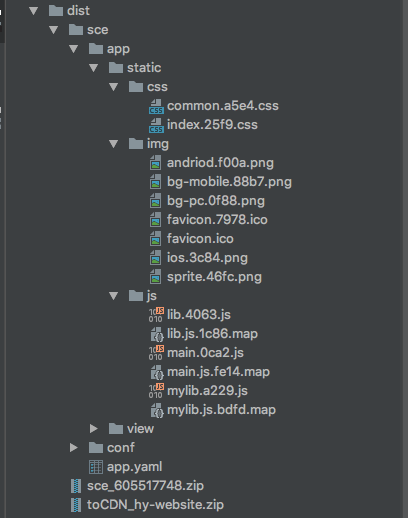 dist
sce
app
static
css
common.a5e4.css
index.25f9.css
img
andriod.f00a.png
bg-mobile.88b7.png
bg-pc.0f88.png
favicon.7978.ico
favicon.ico
ios.3c84.png
sprite.46fc.png
js
lib.4063.js
lib.js.1c86.map
main.0ca2.js
main.js.fe14.map
mylib.a229.js
mylib.js.bdfd.map
view
conf
app.yaml
sce_605517748.zip
toCDN_hy-website.zip